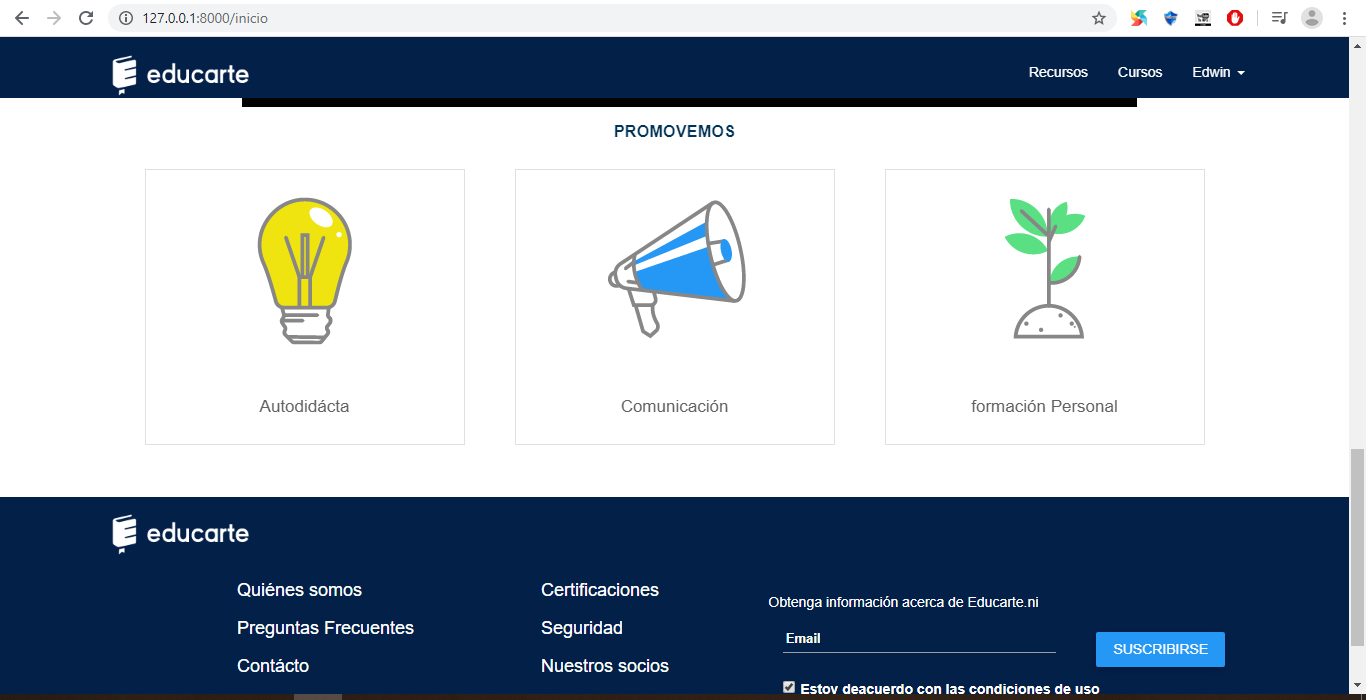 127.0.0.1:8000/inicio
educarte
Recursos Cursos Edwin
PROMOVEMOS
Autodidácta
Comunicación
formación Personal
educarte
Quiénes somos
Preguntas Frecuentes
Contácto
Certificaciones
Seguridad
Nuestros socios
Obtenga información acerca de Educarte.ni
Email
SUSCRIBIRSE
Estoy deacuerdo con las condiciones de uso